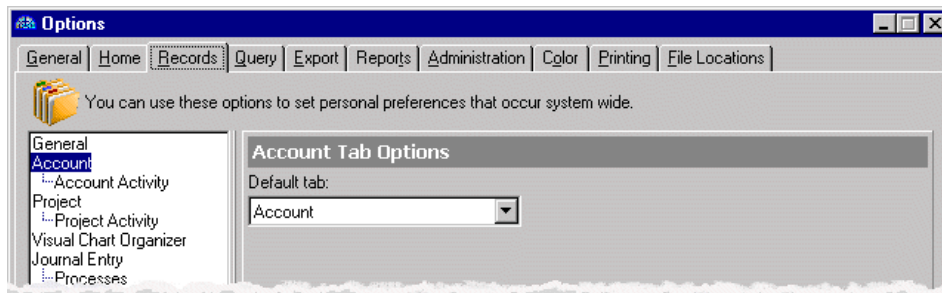 Options
General Home Records Query Export Reports Administration Color Printing File Locations
You can use these options to set personal preferences that occur system wide.
General
Account
Account Activity
Project
Project Activity
Visual Chart Organizer
Journal Entry
Processes
Account Tab Options
Default tab:
Account